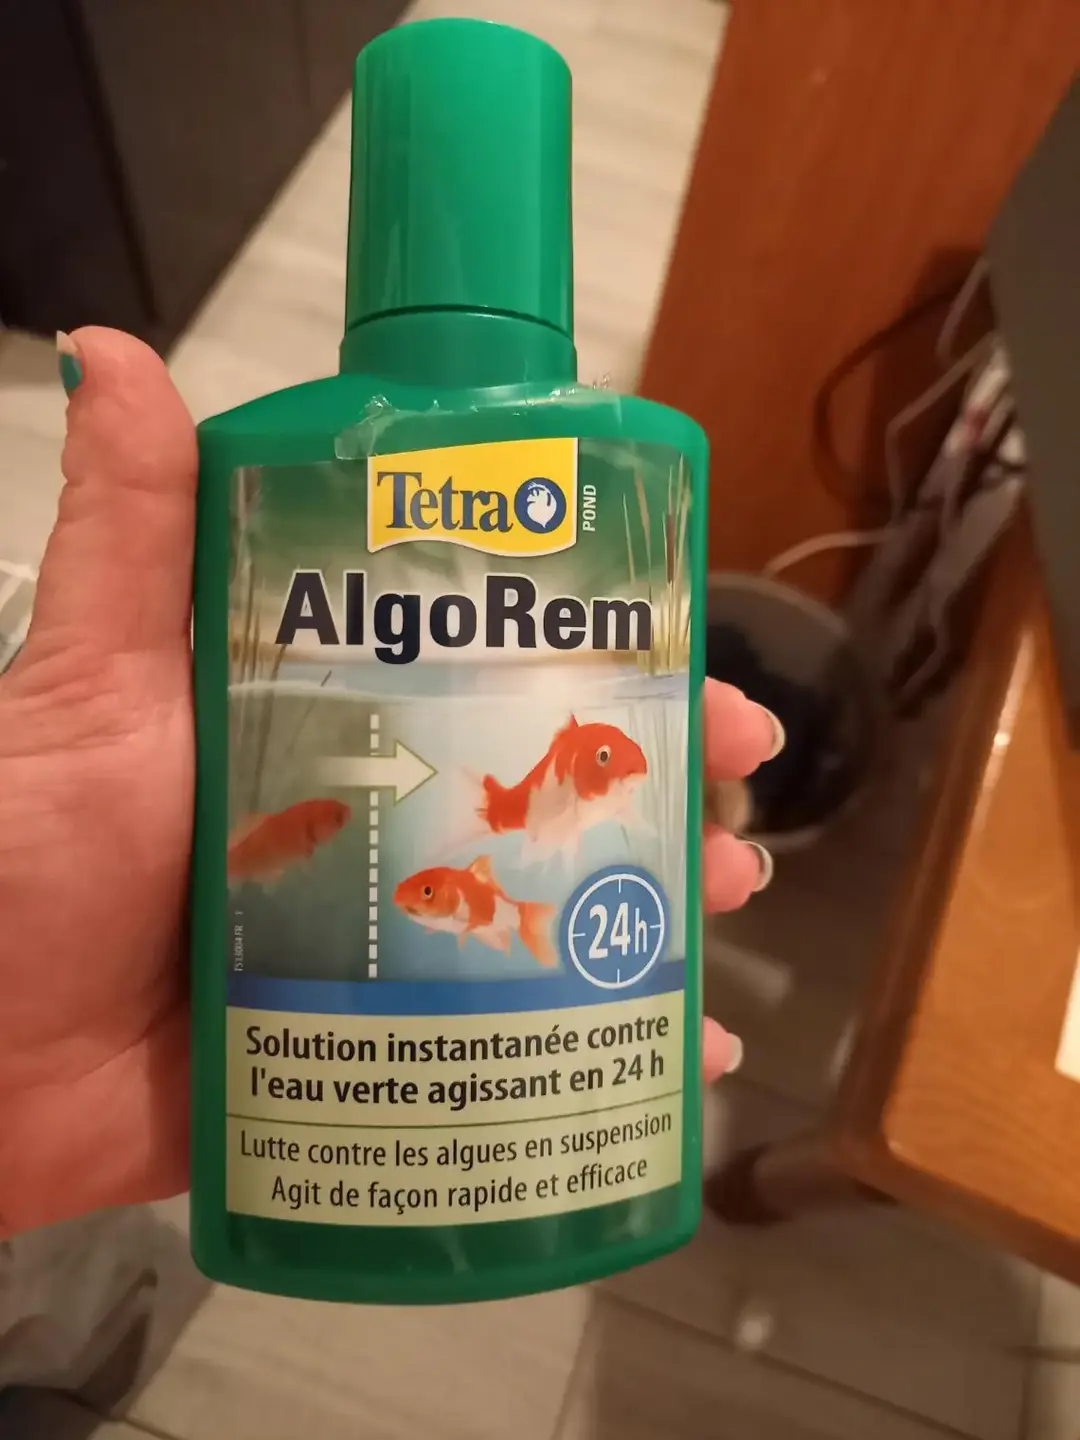 Tetra
POND
AlgoRem
24h
Solution instantanée contre
l'eau verte agissant en 24 h
Lutte contre les algues en suspension
Agit de façon rapide et efficace